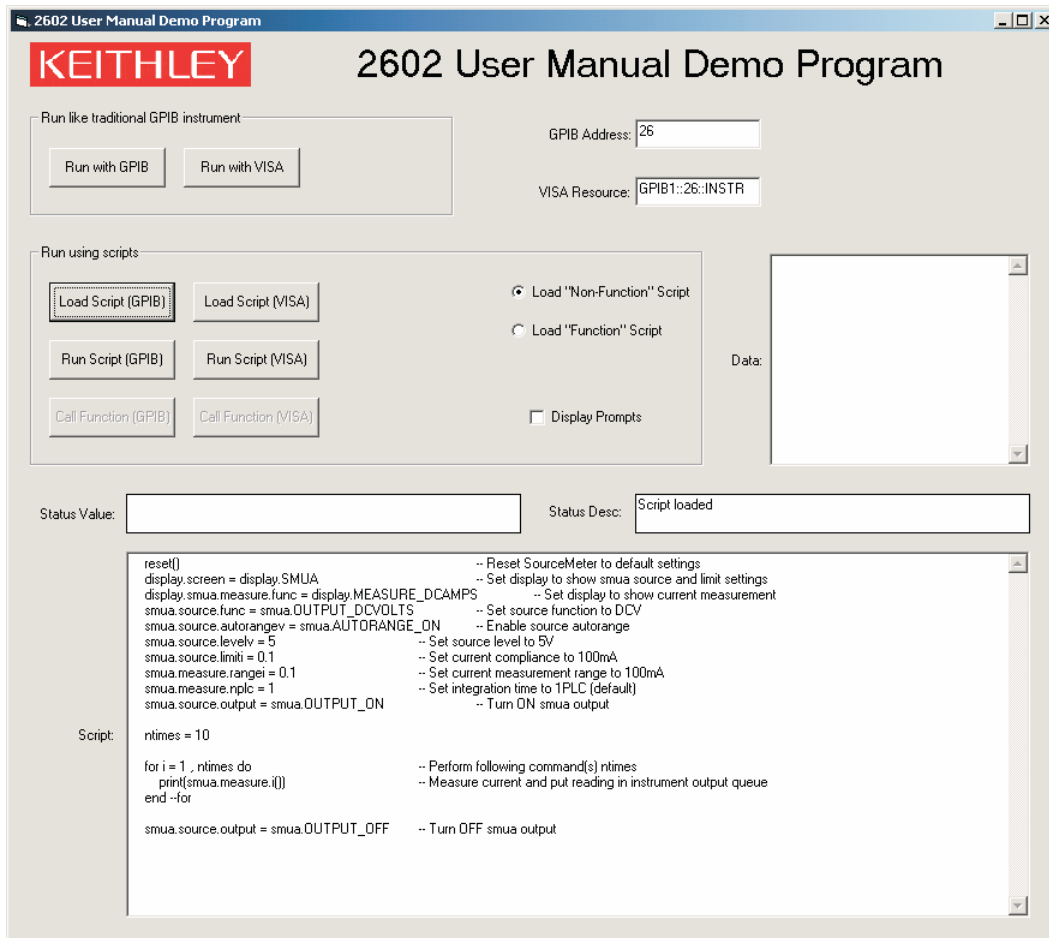 2602 User Manual Demo Program
KEITHLEY
2602 User Manual Demo Program
Run like traditional GPIB instrument
Run with GPIB
Run with VISA
GPIB Address: 26
VISA Resource: GPIB1::26::INSTR
Run using scripts
Load Script (GPIB)
Load Script (VISA)
Load "Non-Function" Script
Load "Function" Script
Run Script (GPIB)
Run Script (VISA)
Call Function (GPIB)
Call Function (VISA)
Display Prompts
Data:
Status Value:
Status Desc: Script loaded
Script:
reset() -- Reset SourceMeter to default settings
display.screen = display.SMUA -- Set display to show smua source and limit settings
display.smua.measure.func = display.MEASURE_DCAMPS -- Set display to show current measurement
smua.source.func = smua.OUTPUT_DCVOLTS -- Set source function to DCV
smua.source.autorangev = smua.AUTORANGE_ON -- Enable source autorange
smua.source.levelv = 5 -- Set source level to 5V
smua.source.limiti = 0.1 -- Set current compliance to 100mA
smua.measure.rangei = 0.1 -- Set current measurement range to 100mA
smua.measure.nplc = 1 -- Set integration time to 1PLC (default)
smua.source.output = smua.OUTPUT_ON -- Turn ON smua output
ntimes = 10
for i = 1 , ntimes do -- Perform following command(s) ntimes
print(smua.measure.i()) -- Measure current and put reading in instrument output queue
end --for
smua.source.output = smua.OUTPUT_OFF -- Turn OFF smua output